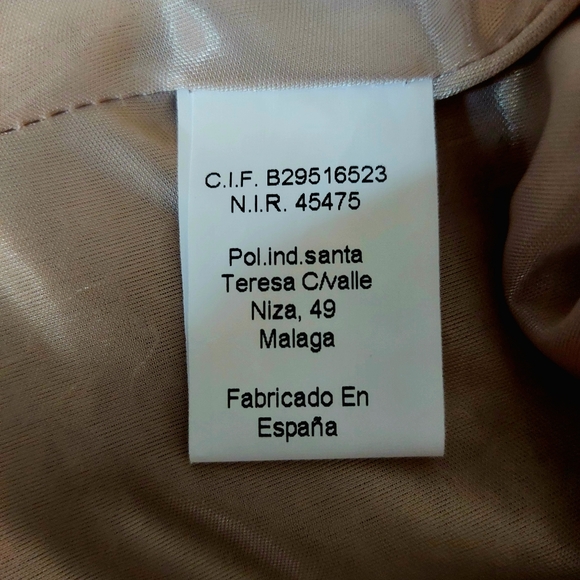 C.I.F. B29516523
N.I.R. 45475
Pol.ind.santa
Teresa C/valle
Niza, 49
Malaga
Fabricado En
España